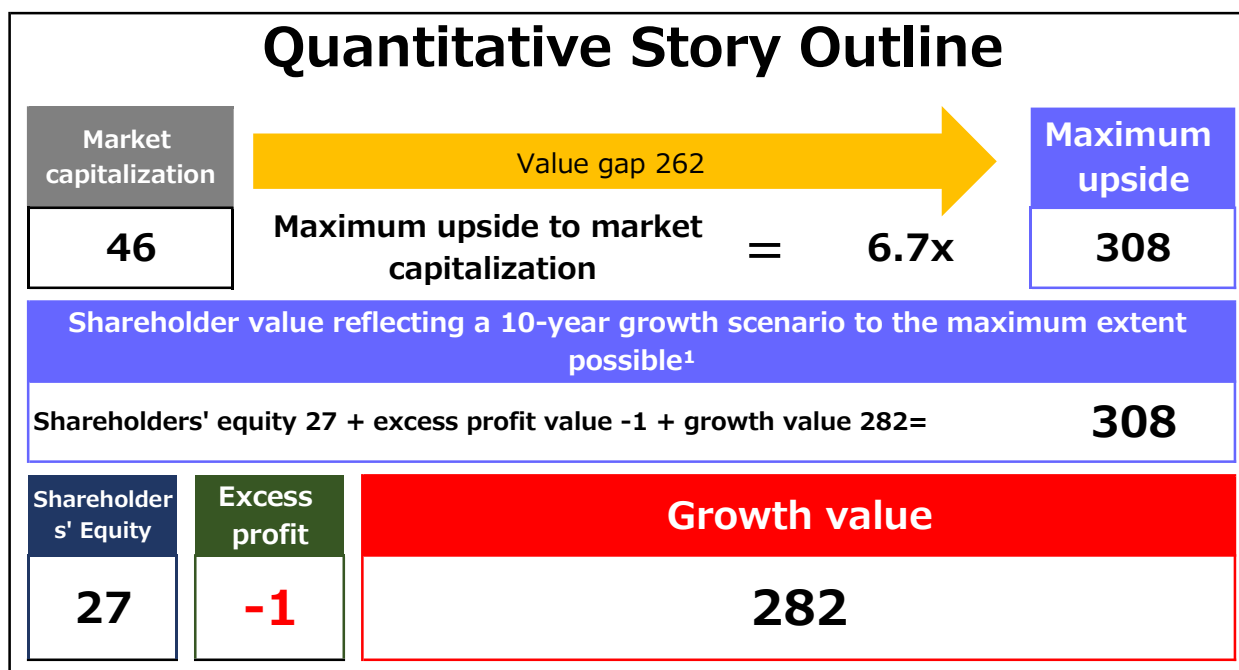 Quantitative Story Outline
Market
capitalization
Value gap 262
Maximum
upside
46
Maximum upside to market
capitalization
=
6.7x
308
Shareholder value reflecting a 10-year growth scenario to the maximum extent
possible¹
Shareholders' equity 27 + excess profit value -1 + growth value 282=
308
Shareholder
s' Equity
Excess
profit
Growth value
27
-1
282